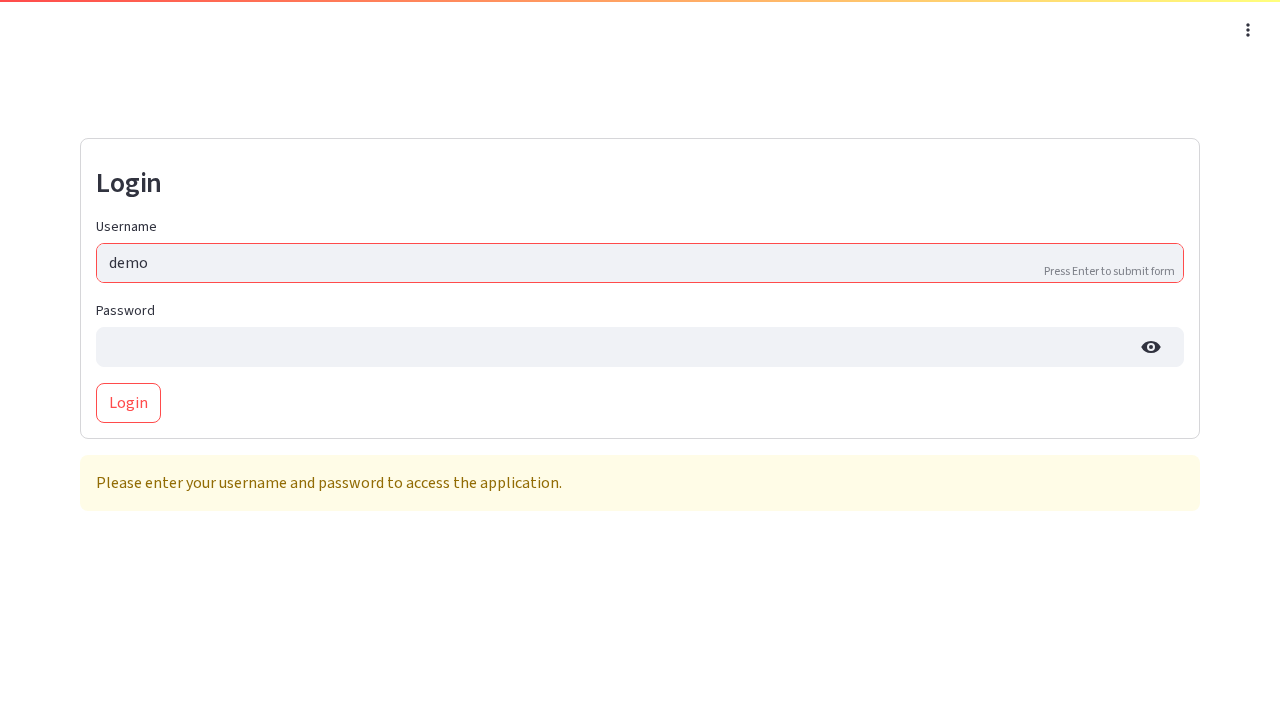 Login
Username
demo
Press Enter to submit form
Password
Login
Please enter your username and password to access the application.